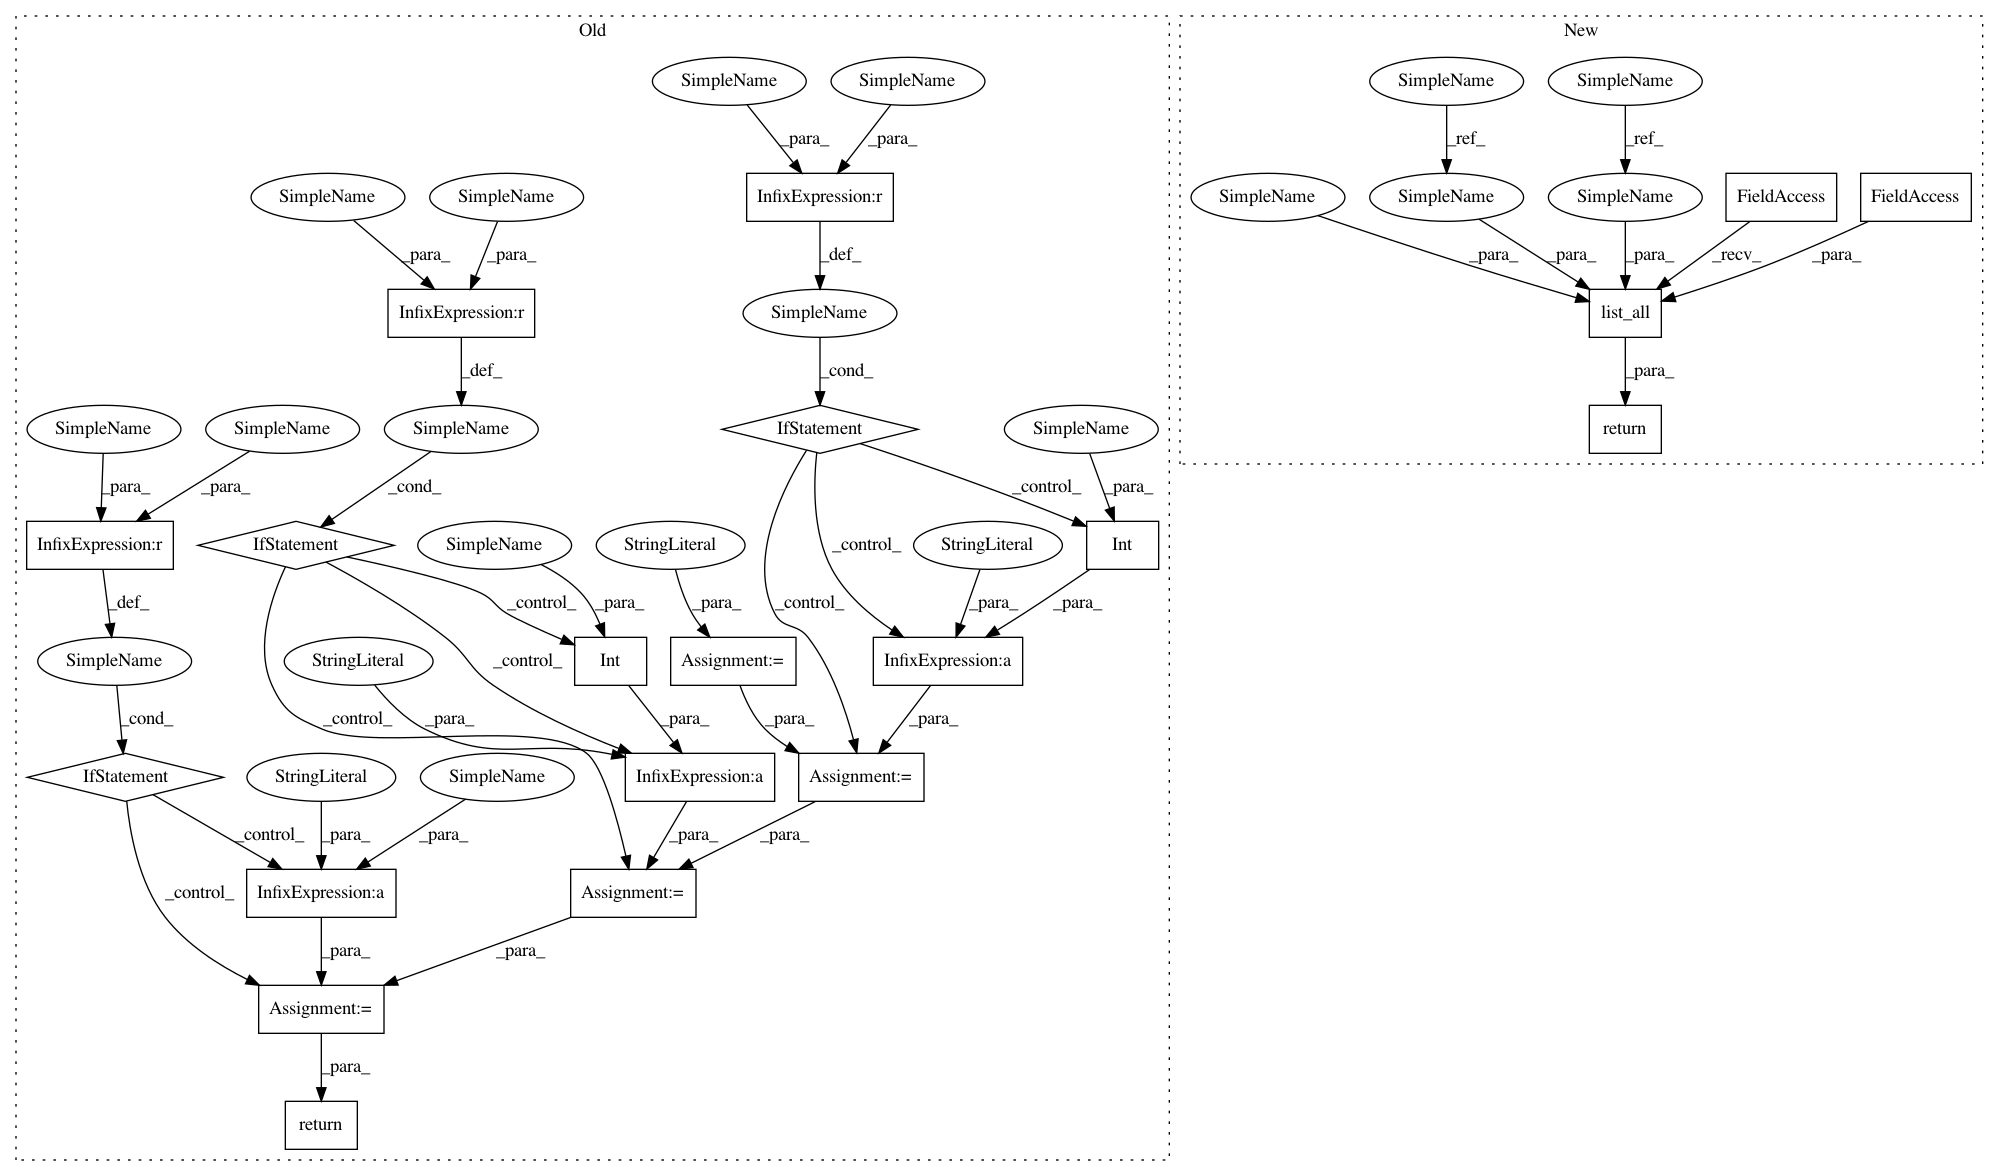 Old
New
SimpleName
SimpleName
SimpleName
SimpleName
_para_
_para_
_ref_
_ref_
SimpleName
SimpleName
InfixExpression:r
SimpleName
SimpleName
SimpleName
FieldAccess
FieldAccess
_para_
_para_
_def_
_para_
_para_
_para_
_recv_
_para_
InfixExpression:r
SimpleName
list_all
_def_
_cond_
_para_
SimpleName
SimpleName
SimpleName
IfStatement
SimpleName
return
_para_
_para_
_cond_
_control_
_para_
InfixExpression:r
IfStatement
SimpleName
StringLiteral
_control_
StringLiteral
Int
_def_
_control_
_para_
_para_
_control_
_para_
_para_
SimpleName
StringLiteral
_control_
Int
Assignment:=
InfixExpression:a
_cond_
_control_
_para_
_para_
_para_
_para_
IfStatement
StringLiteral
SimpleName
InfixExpression:a
Assignment:=
_control_
_para_
_para_
_para_
_para_
_control_
InfixExpression:a
Assignment:=
_para_
_para_
Assignment:=
_para_
return